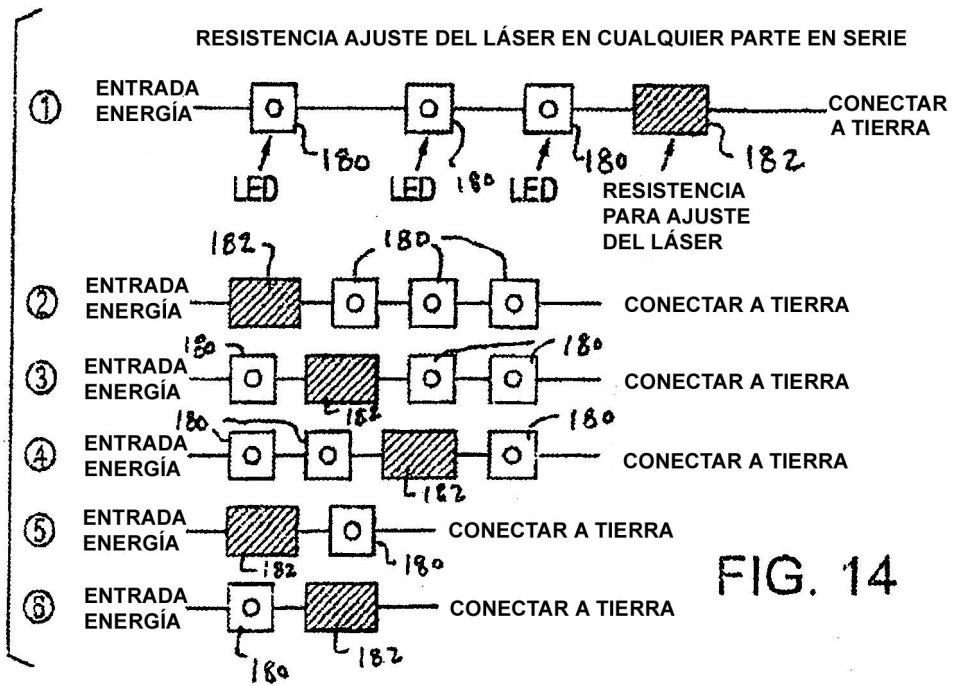 RESISTENCIA AJUSTE DEL LÁSER EN CUALQUIER PARTE EN SERIE
1
ENTRADA
ENERGÍA
CONECTAR
A TIERRA
180
180
180
182
LED
LED
LED
RESISTENCIA
PARA AJUSTE
DEL LÁSER
182
180
2
ENTRADA
ENERGÍA
CONECTAR A TIERRA
180
180
3
ENTRADA
ENERGÍA
CONECTAR A TIERRA
182
180
180
4
ENTRADA
ENERGÍA
CONECTAR A TIERRA
182
5
ENTRADA
ENERGÍA
CONECTAR A TIERRA
182
180
FIG. 14
6
ENTRADA
ENERGÍA
CONECTAR A TIERRA
180
182